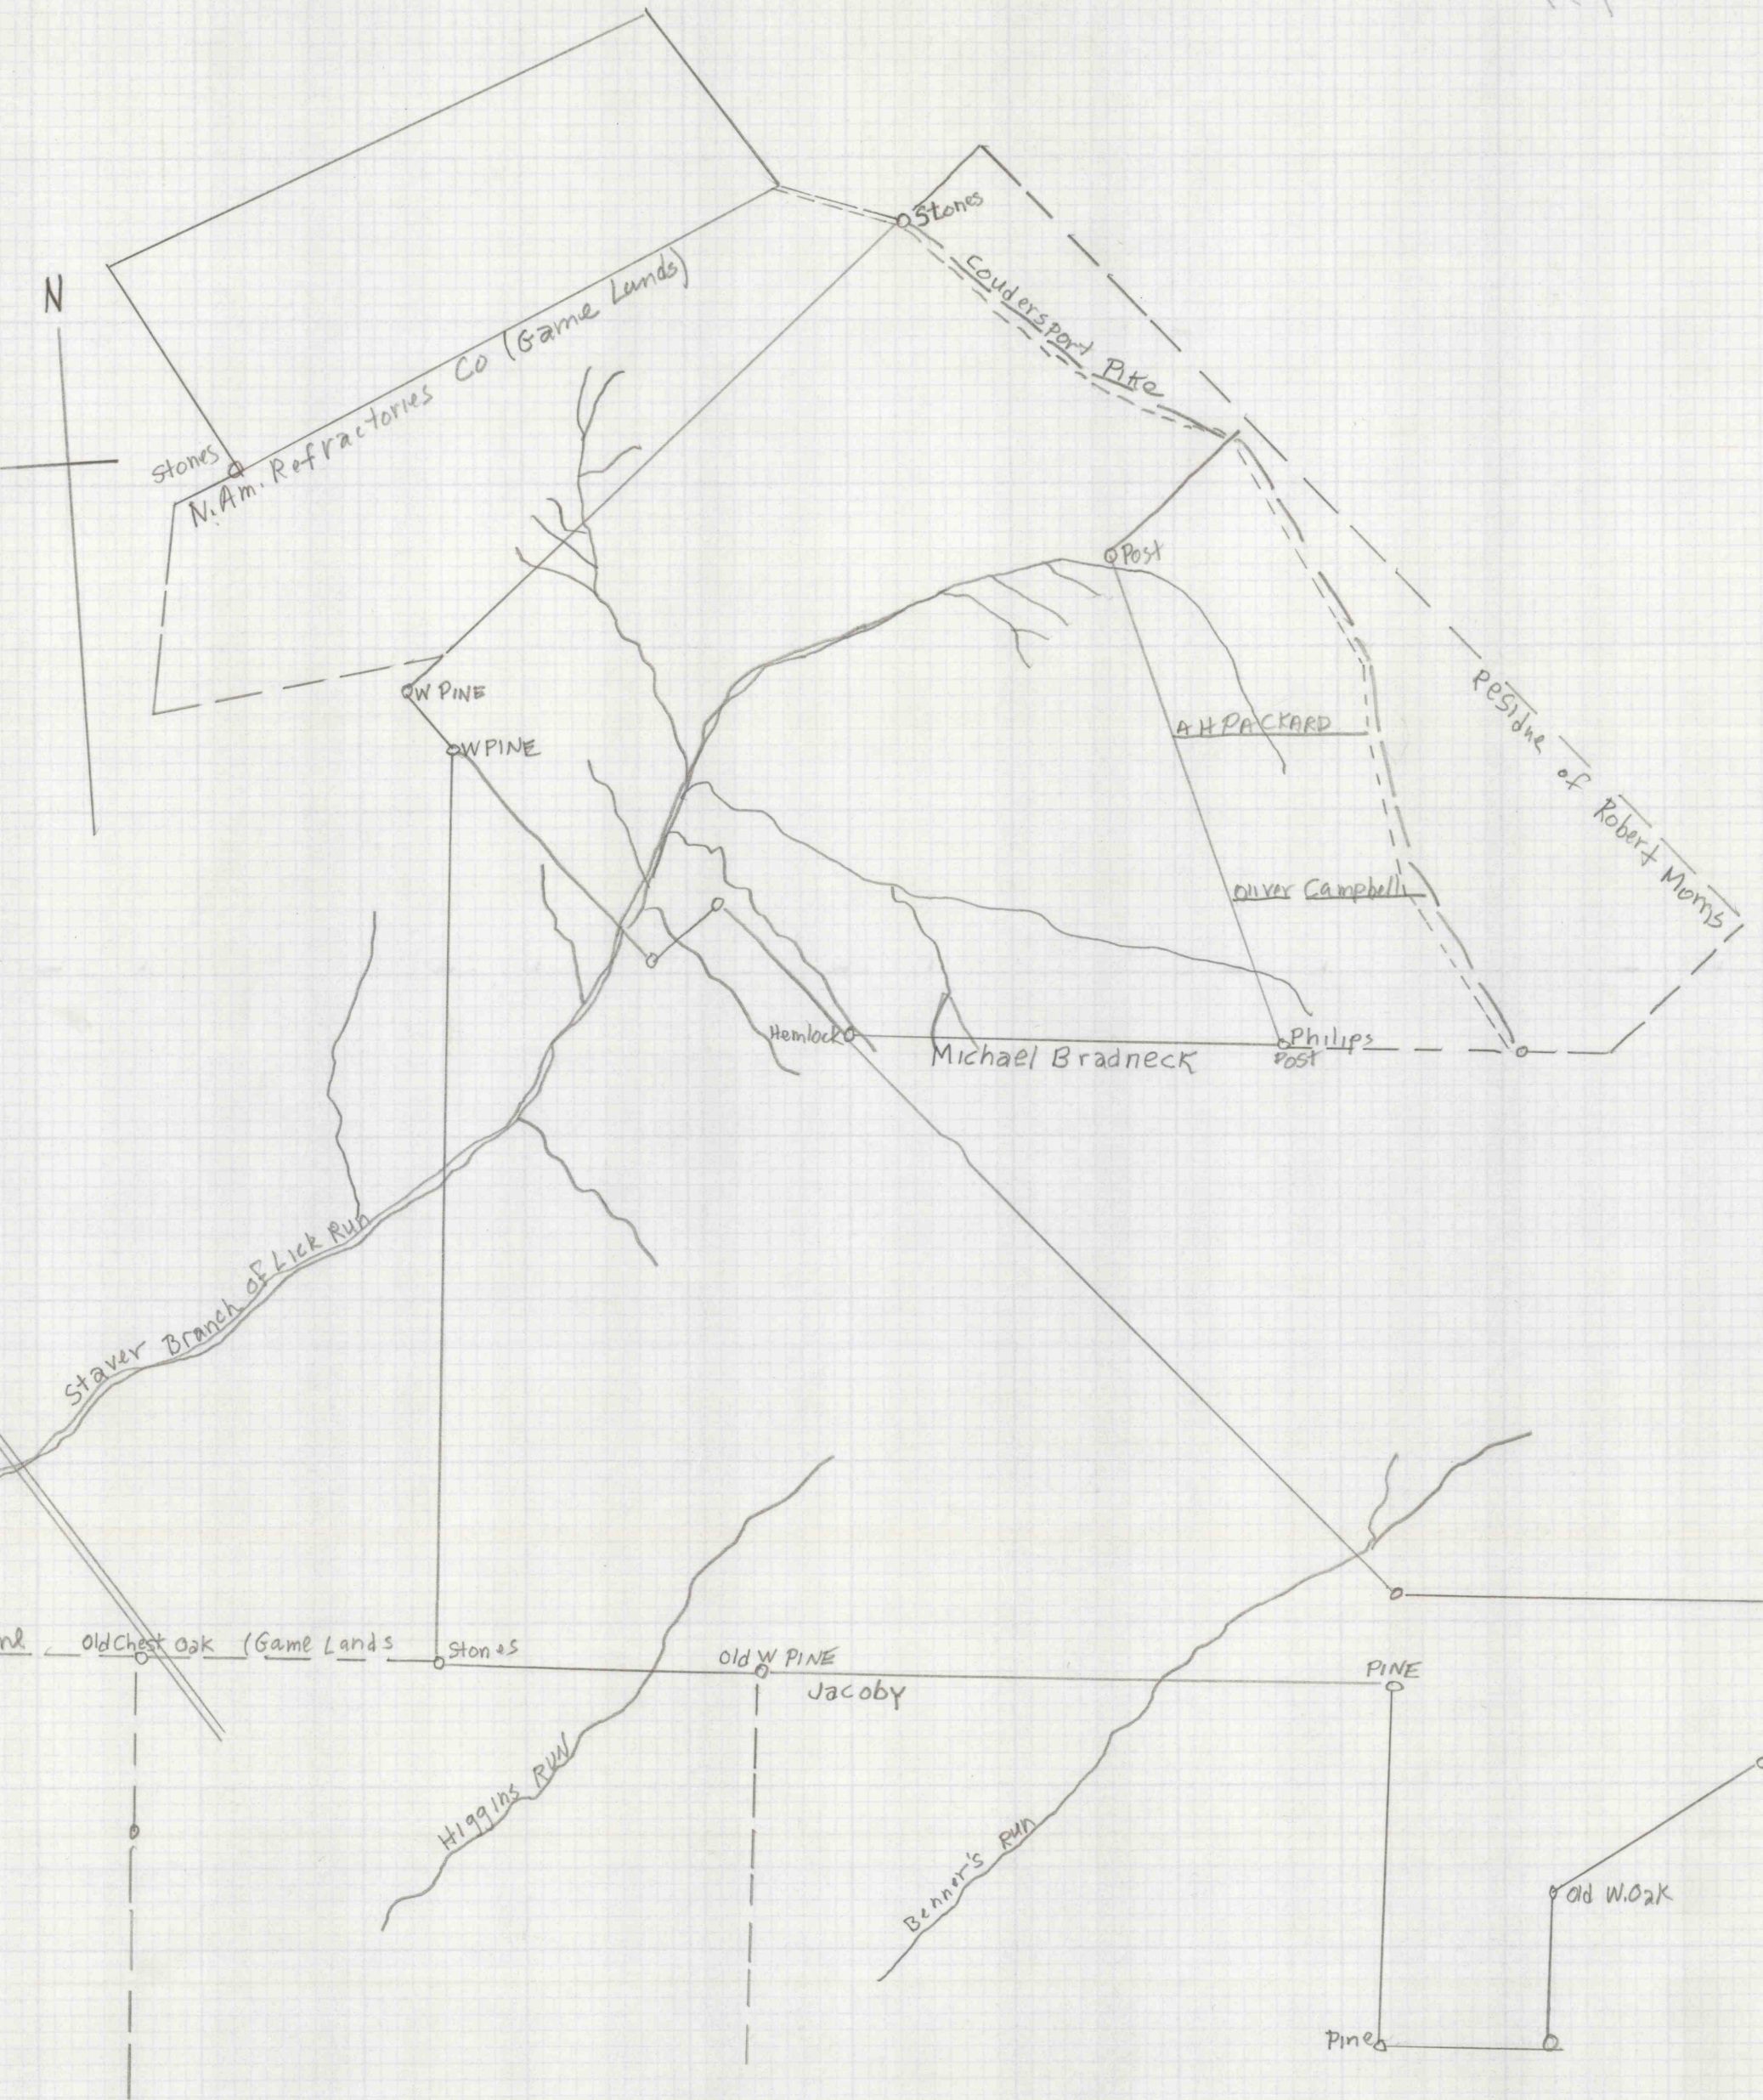 N
Stones
Coudersport Pike
N. Am. Refractories Co (Game Lands)
Stones
Post
W PINE
W PINE
A H PACKARD
Residue of Robert Morris
Oliver Campbell
Hemlock
Michael Bradneck
Philips
Post
Staver Branch of Lick Run
Old Chest Oak (Game Lands
Stones
Old W PINE
Jacoby
PINE
Higgins RUN
Benner's Run
Old W. Oak
Pine